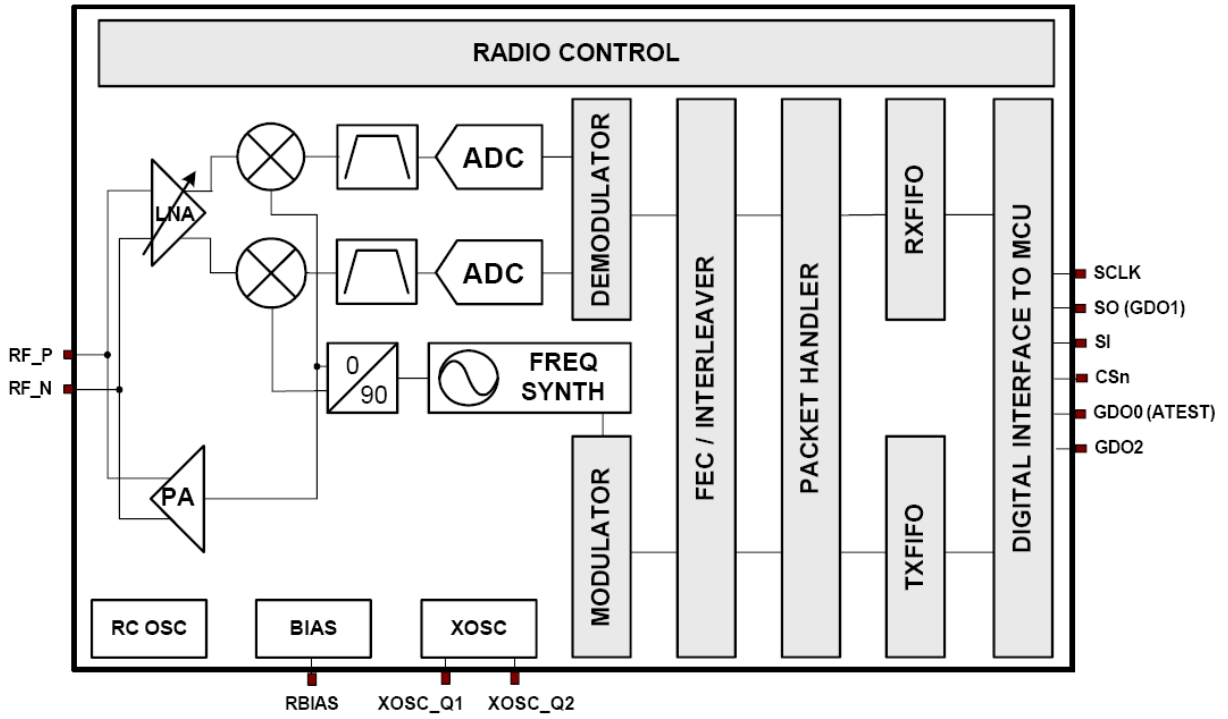 RADIO CONTROL
LNA
ADC
ADC
DEMODULATOR
FEC / INTERLEAVER
PACKET HANDLER
RXFIFO
DIGITAL INTERFACE TO MCU
SCLK
SO (GDO1)
SI
CSn
GDO0 (ATEST)
GDO2
RF_P
RF_N
0
90
FREQ
SYNTH
PA
MODULATOR
TXFIFO
RC OSC
BIAS
XOSC
RBIAS
XOSC_Q1
XOSC_Q2